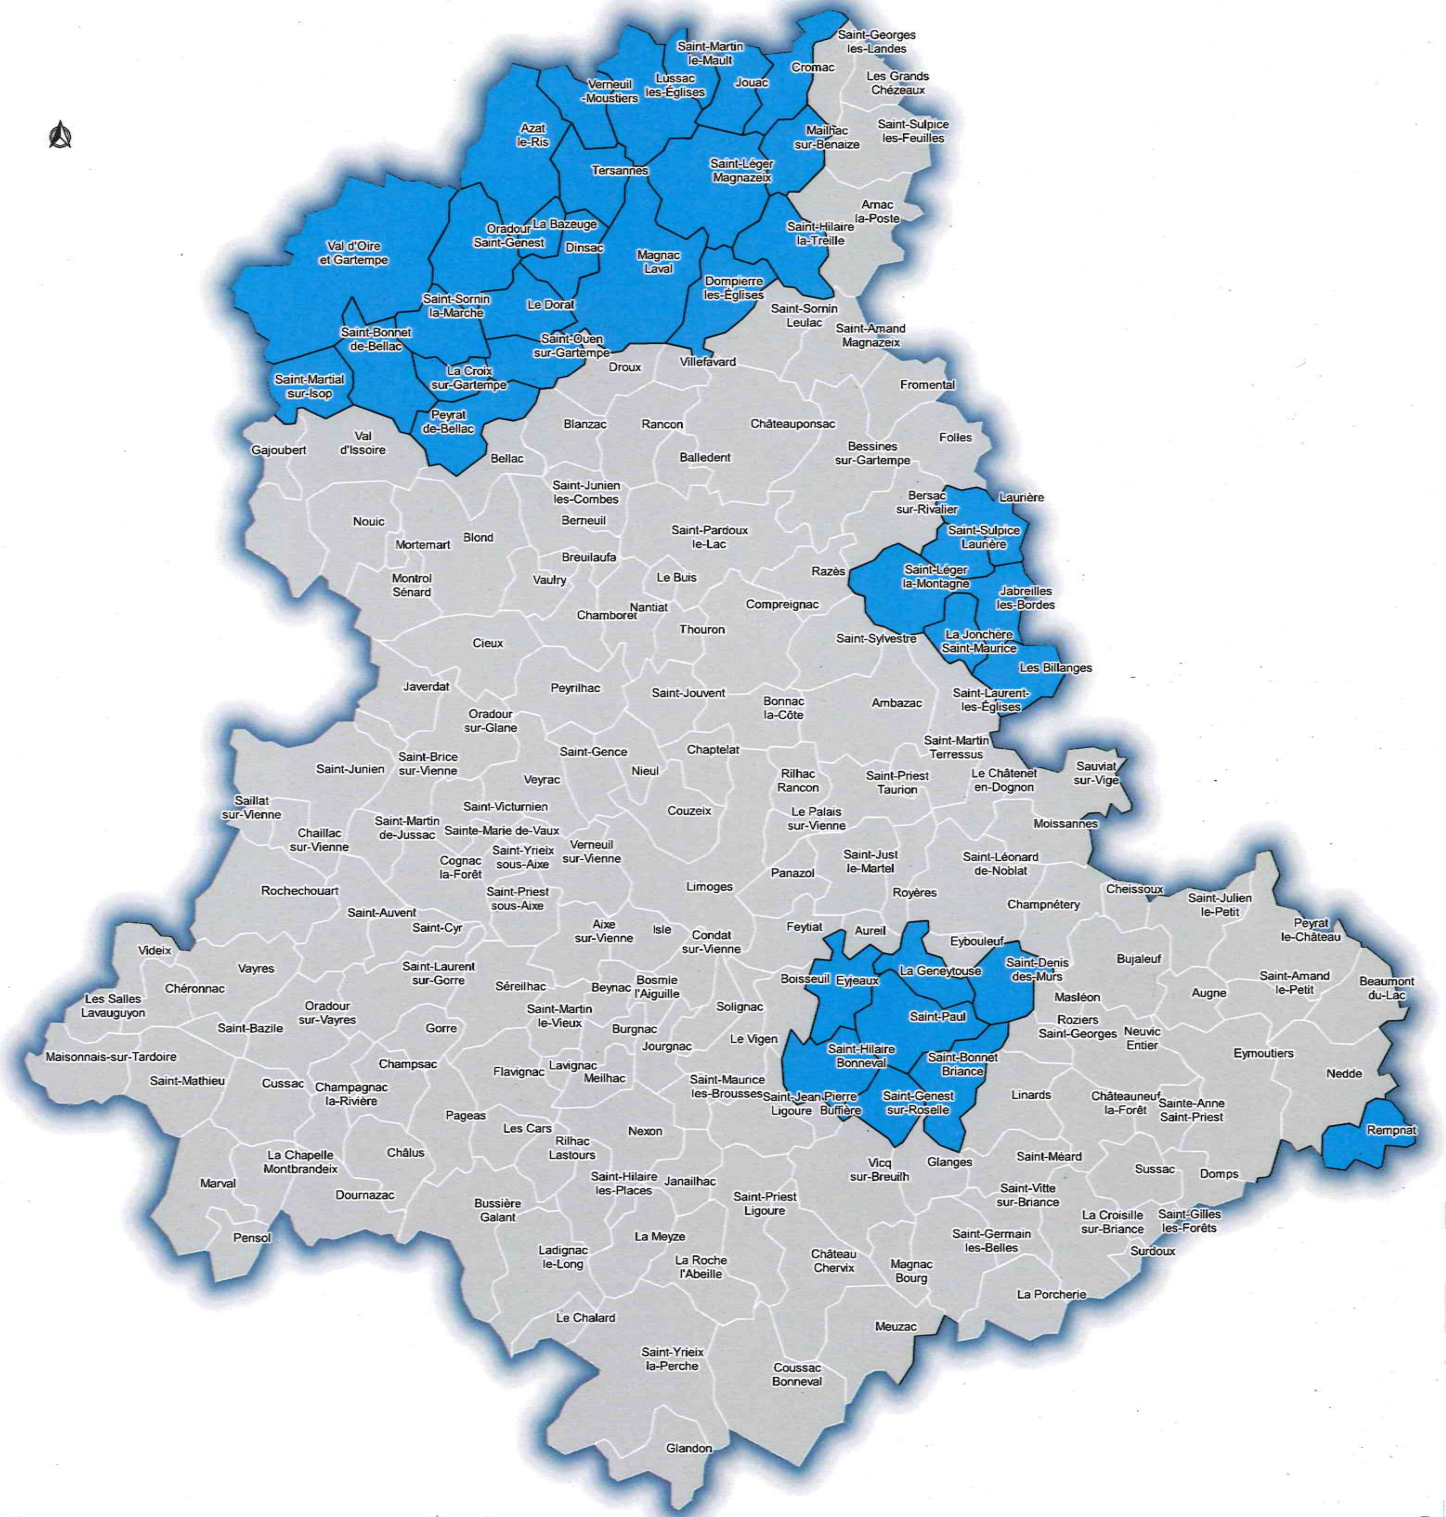 Saint-Georges
les-Landes
Saint-Martin
le-Mault
Cromac
Les Grands
Chézeaux
Verneuil
-Moustiers
Lussac
les-Églises
Jouac
Azat
le-Ris
Mailhac
sur-Benaize
Saint-Sulpice
les-Feuilles
Tersannes
Saint-Léger
Magnazeix
Arnac
la-Poste
Oradour
Saint-Genest
La Bazeuge
Dinsac
Saint-Hilaire
la-Treille
Val d'Oire
et Gartempe
Magnac
Laval
Dompierre
les-Églises
Saint-Sornin
la-Marche
Le Dorat
Saint-Sornin
Leulac
Saint-Bonnet
de-Bellac
Saint-Ouen
sur-Gartempe
Saint-Amand
Magnazeix
Saint-Martial
sur-Isop
La Croix
sur-Gartempe
Droux
Villefavard
Fromental
Peyrat
de-Bellac
Blanzac
Rancon
Châteauponsac
Gajoubert
Val
d'Issoire
Bellac
Balledent
Bessines
sur-Gartempe
Folles
Saint-Junien
les-Combes
Bersac
sur-Rivalier
Laurière
Nouic
Mortemart
Blond
Berneuil
Saint-Pardoux
le-Lac
Saint-Sulpice
Laurière
Breuilaufa
Montrol
Sénard
Vaulry
Le Buis
Razès
Saint-Léger
la-Montagne
Jabreilles
les-Bordes
Chamboret
Nantiat
Compreignac
Thouron
Cieux
Saint-Sylvestre
La Jonchère
Saint-Maurice
Les Billanges
Javerdat
Peyrilhac
Saint-Jouvent
Bonnac
la-Côte
Ambazac
Saint-Laurent-
les-Églises
Oradour
sur-Glane
Saint-Brice
sur-Vienne
Saint-Gence
Chaptelat
Saint-Martin
Terressus
Saint-Junien
Veyrac
Nieul
Rilhac
Rancon
Saint-Priest
Taurion
Le Châtenet
en-Dognon
Sauviat
sur-Vige
Saillat
sur-Vienne
Saint-Victurnien
Couzeix
Le Palais
sur-Vienne
Moissannes
Chaillac
sur-Vienne
Saint-Martin
de-Jussac
Sainte-Marie de-Vaux
Cognac
la-Forêt
Saint-Yrieix
sous-Aixe
Verneuil
sur-Vienne
Saint-Just
le-Martel
Saint-Léonard
de-Noblat
Rochechouart
Saint-Priest
sous-Aixe
Limoges
Panazol
Royères
Champnétery
Cheissoux
Saint-Julien
le-Petit
Saint-Auvent
Saint-Cyr
Aixe
sur-Vienne
Isle
Condat
sur-Vienne
Feytiat
Aureil
Eybouleuf
Peyrat
le-Château
Videix
Vayres
Chéronnac
Saint-Laurent
sur-Gorre
Séreilhac
Beynac
Bosmie
l'Aiguille
Boisseuil
Eyjeaux
La Geneytouse
Saint-Denis
des-Murs
Bujaleuf
Saint-Amand
le-Petit
Beaumont
du-Lac
Les Salles
Lavauguyon
Oradour
sur-Vayres
Saint-Martin
le-Vieux
Solignac
Masléon
Augne
Saint-Bazile
Gorre
Burgnac
Jourgnac
Le Vigen
Saint-Paul
Roziers
Saint-Georges
Neuvic
Entier
Maisonnais-sur-Tardoire
Saint-Mathieu
Cussac
Champsac
Flavignac
Lavignac
Meilhac
Saint-Hilaire
Bonneval
Saint-Bonnet
Briance
Eymoutiers
Nedde
Champagnac
la-Rivière
Saint-Maurice
les-Brousses
Saint-Jean
Ligoure
Pierre
Buffière
Saint-Genest
sur-Roselle
Linards
Châteauneuf
la-Forêt
Sainte-Anne
Saint-Priest
Pageas
Les Cars
Nexon
Rempnat
La Chapelle
Montbrandeix
Châlus
Rilhac
Lastours
Vicq
sur-Breuilh
Glanges
Saint-Méard
Sussac
Domps
Marval
Dournazac
Saint-Hilaire
les-Places
Janailhac
Saint-Priest
Ligoure
Saint-Vitte
sur-Briance
Bussière
Galant
La Croisille
sur-Briance
Saint-Gilles
les-Forêts
Pensol
La Meyze
Saint-Germain
les-Belles
Surdoux
Ladignac
le-Long
La Roche
l'Abeille
Château
Chervix
Magnac
Bourg
La Porcherie
Le Chalard
Meuzac
Saint-Yrieix
la-Perche
Coussac
Bonneval
Glandon